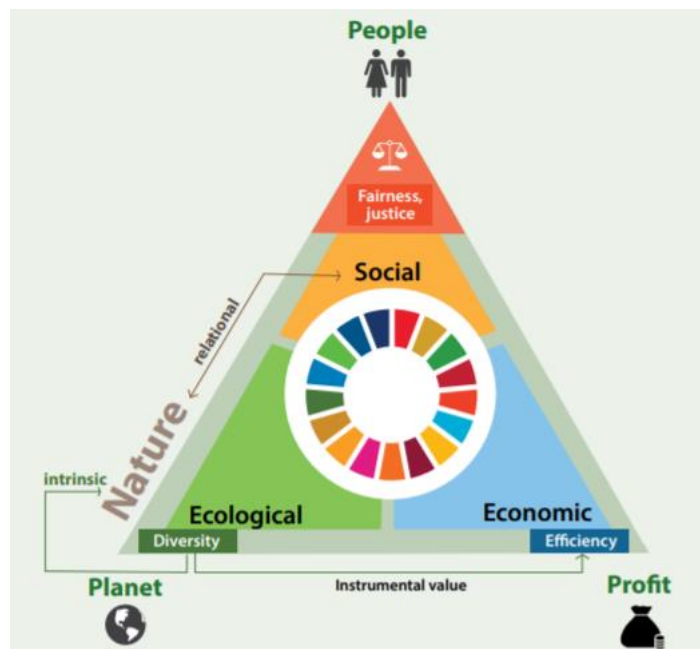 People
Fairness,
justice
Social
relational
Nature
intrinsic
Ecological
Economic
Diversity
Efficiency
Instrumental value
Planet
Profit